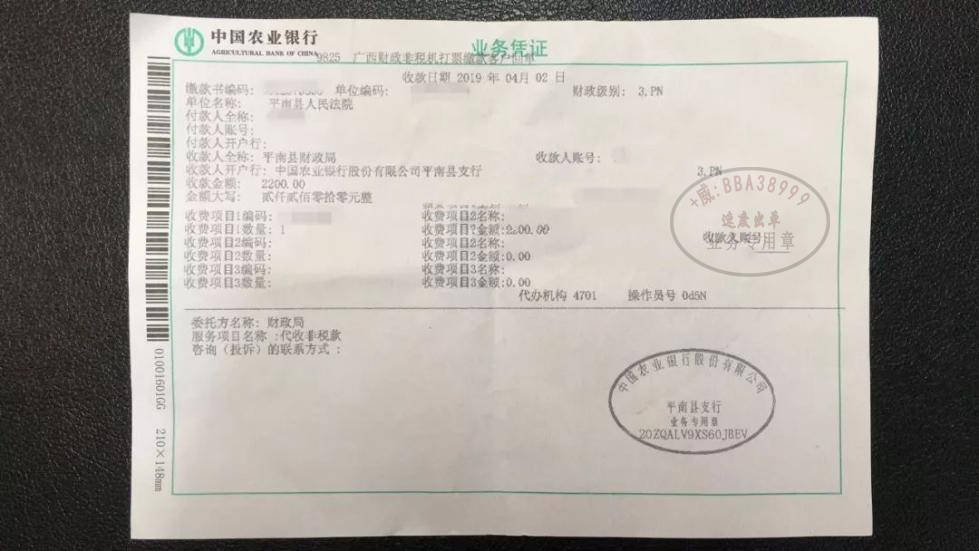 中国农业银行
AGRICULTURAL BANK OF CHINA
业务凭证
9825 广西财政非税机打票缴款客户回单
收款日期 2019 年 04月 02 日
缴款书编码: 单位编码: 财政级别: 3.PN
单位名称: 平南县人民法院
付款人全称:
付款人账号:
付款人开户行:
收款人全称: 平南县财政局 收款人账号:
收款人开户行: 中国农业银行股份有限公司平南县支行 3.PN
收款金额: 2200.00
金额大写: 贰仟贰佰零拾零元整
收费项目1编码: 收费项目2名称:
收费项目1数量: 1
收费项目2编码: 收费项目2名称:
收费项目2数量: 收费项目2金额:0.00
收费项目3编码: 收费项目3名称:
收费项目3数量: 收费项目3金额:0.00
代办机构 4701 操作员号 0d5N
+威:BBA38999
速度出单
业务专用章
委托方名称: 财政局
服务项目名称 :代收非税款
咨询（投诉）的联系方式 :
中国农业银行股份有限公司
平南县支行
业务专用章
20ZQALV9XS60JBEV
01001601GG 210×148mm